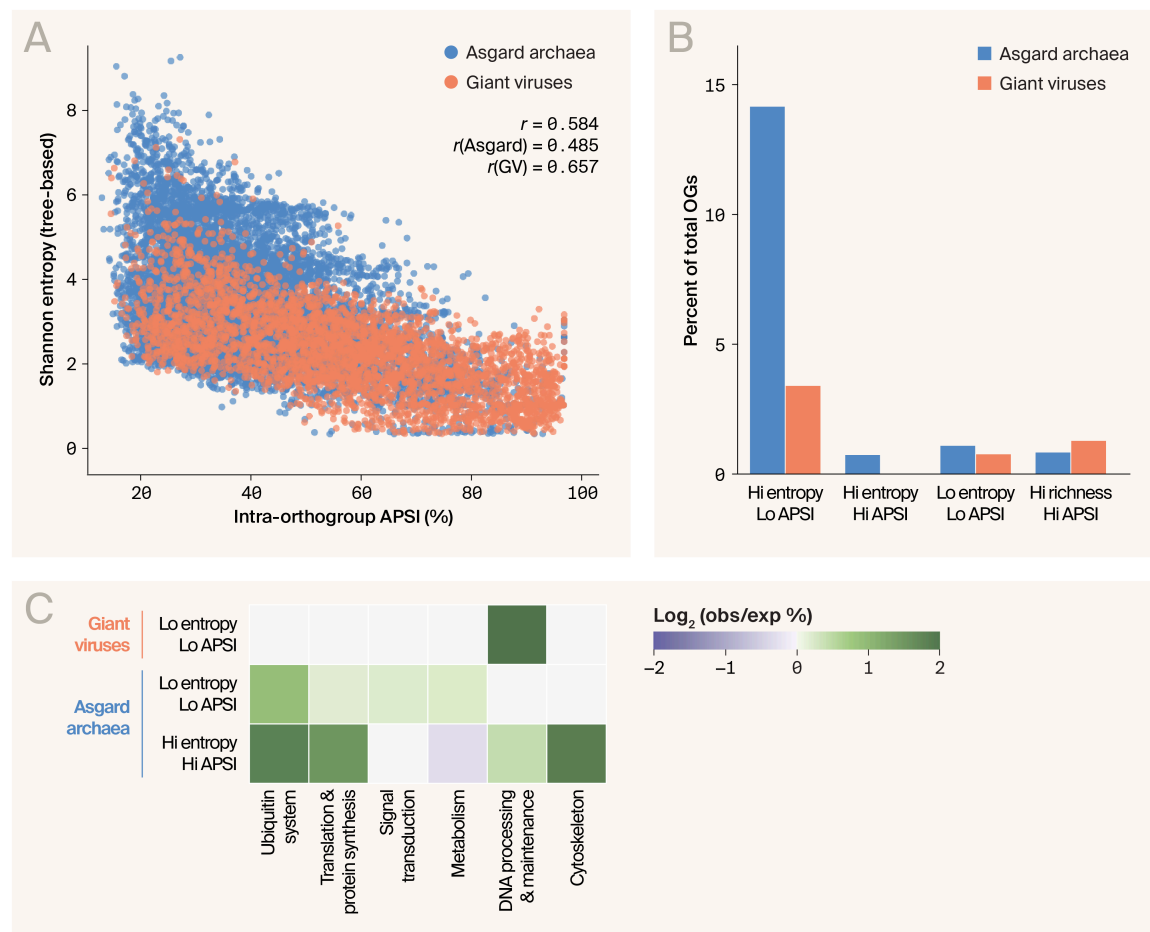 A
Asgard archaea
Giant viruses
r = 0.584
r(Asgard) = 0.485
r(GV) = 0.657
Shannon entropy (tree-based)
8
6
4
2
0
20
40
60
80
100
Intra-orthogroup APSI (%)
B
Asgard archaea
Giant viruses
Percent of total OGs
15
10
5
0
Hi entropy
Lo APSI
Hi entropy
Hi APSI
Lo entropy
Lo APSI
Hi richness
Hi APSI
C
Giant
viruses
Lo entropy
Lo APSI
Asgard
archaea
Lo entropy
Lo APSI
Hi entropy
Hi APSI
Ubiquitin
system
Translation &
protein synthesis
Signal
transduction
Metabolism
DNA processing
& maintenance
Cytoskeleton
Log2 (obs/exp %)
−2
−1
0
1
2